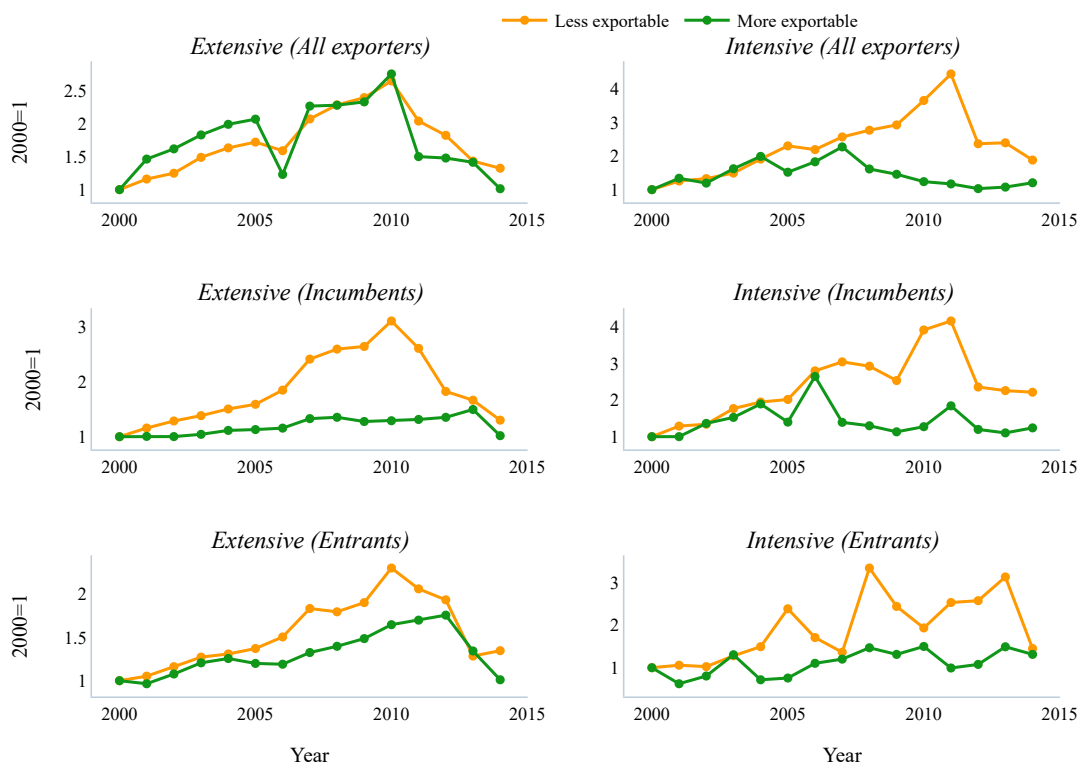 Less exportable More exportable
Extensive (All exporters) Intensive (All exporters)
2000=1
2.5
2
1.5
1
2000 2005 2010 2015
4
3
2
1
2000 2005 2010 2015
Extensive (Incumbents) Intensive (Incumbents)
2000=1
3
2
1
2000 2005 2010 2015
4
3
2
1
2000 2005 2010 2015
Extensive (Entrants) Intensive (Entrants)
2000=1
2
1.5
1
2000 2005 2010 2015
3
2
1
2000 2005 2010 2015
Year Year